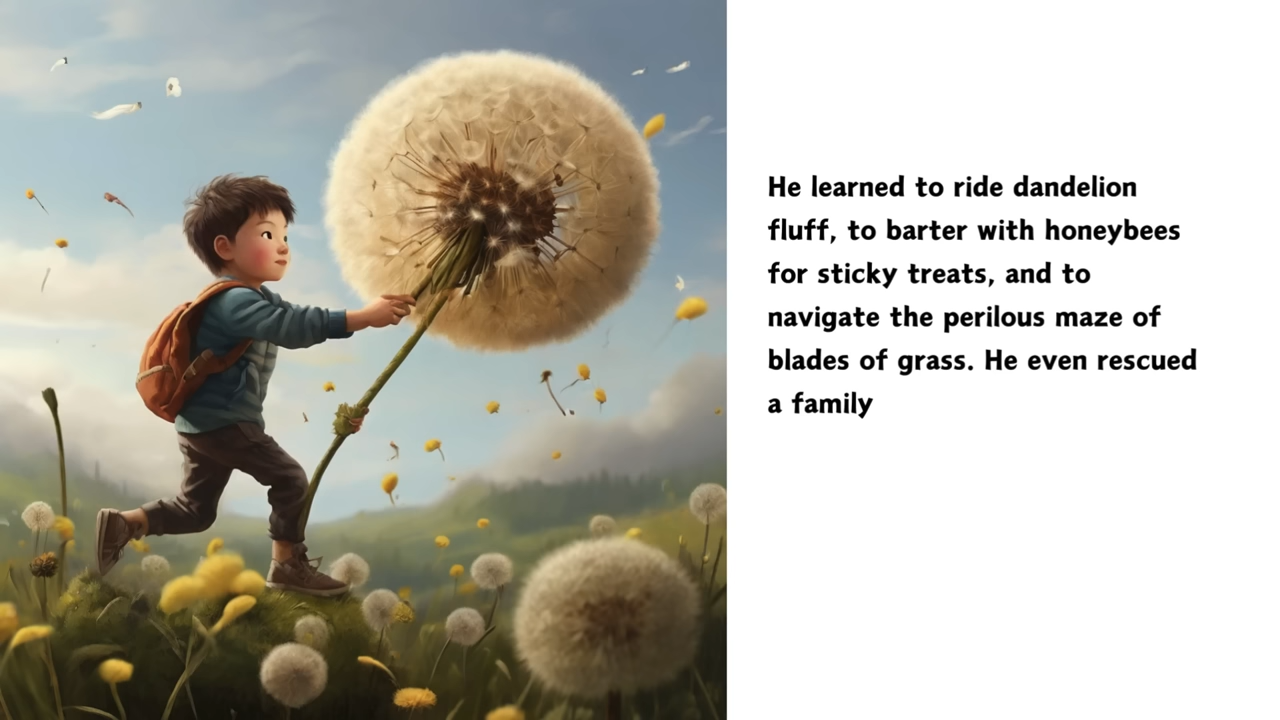 He learned to ride dandelion
fluff, to barter with honeybees
for sticky treats, and to
navigate the perilous maze of
blades of grass. He even rescued
a family